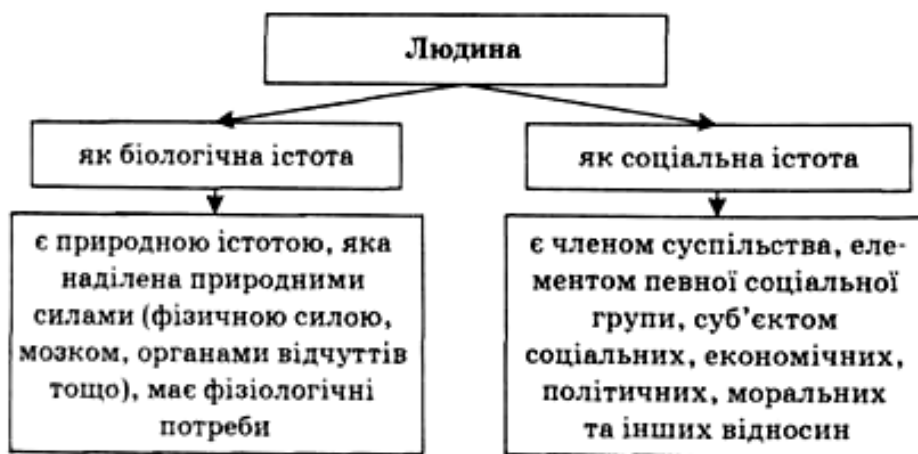 Людина
як біологічна істота
як соціальна істота
є природною істотою, яка
наділена природними
силами (фізичною силою,
мозком, органами відчуттів
тощо), має фізіологічні
потреби
є членом суспільства, еле-
ментом певної соціальної
групи, суб’єктом
соціальних, економічних,
політичних, моральних
та інших відносин